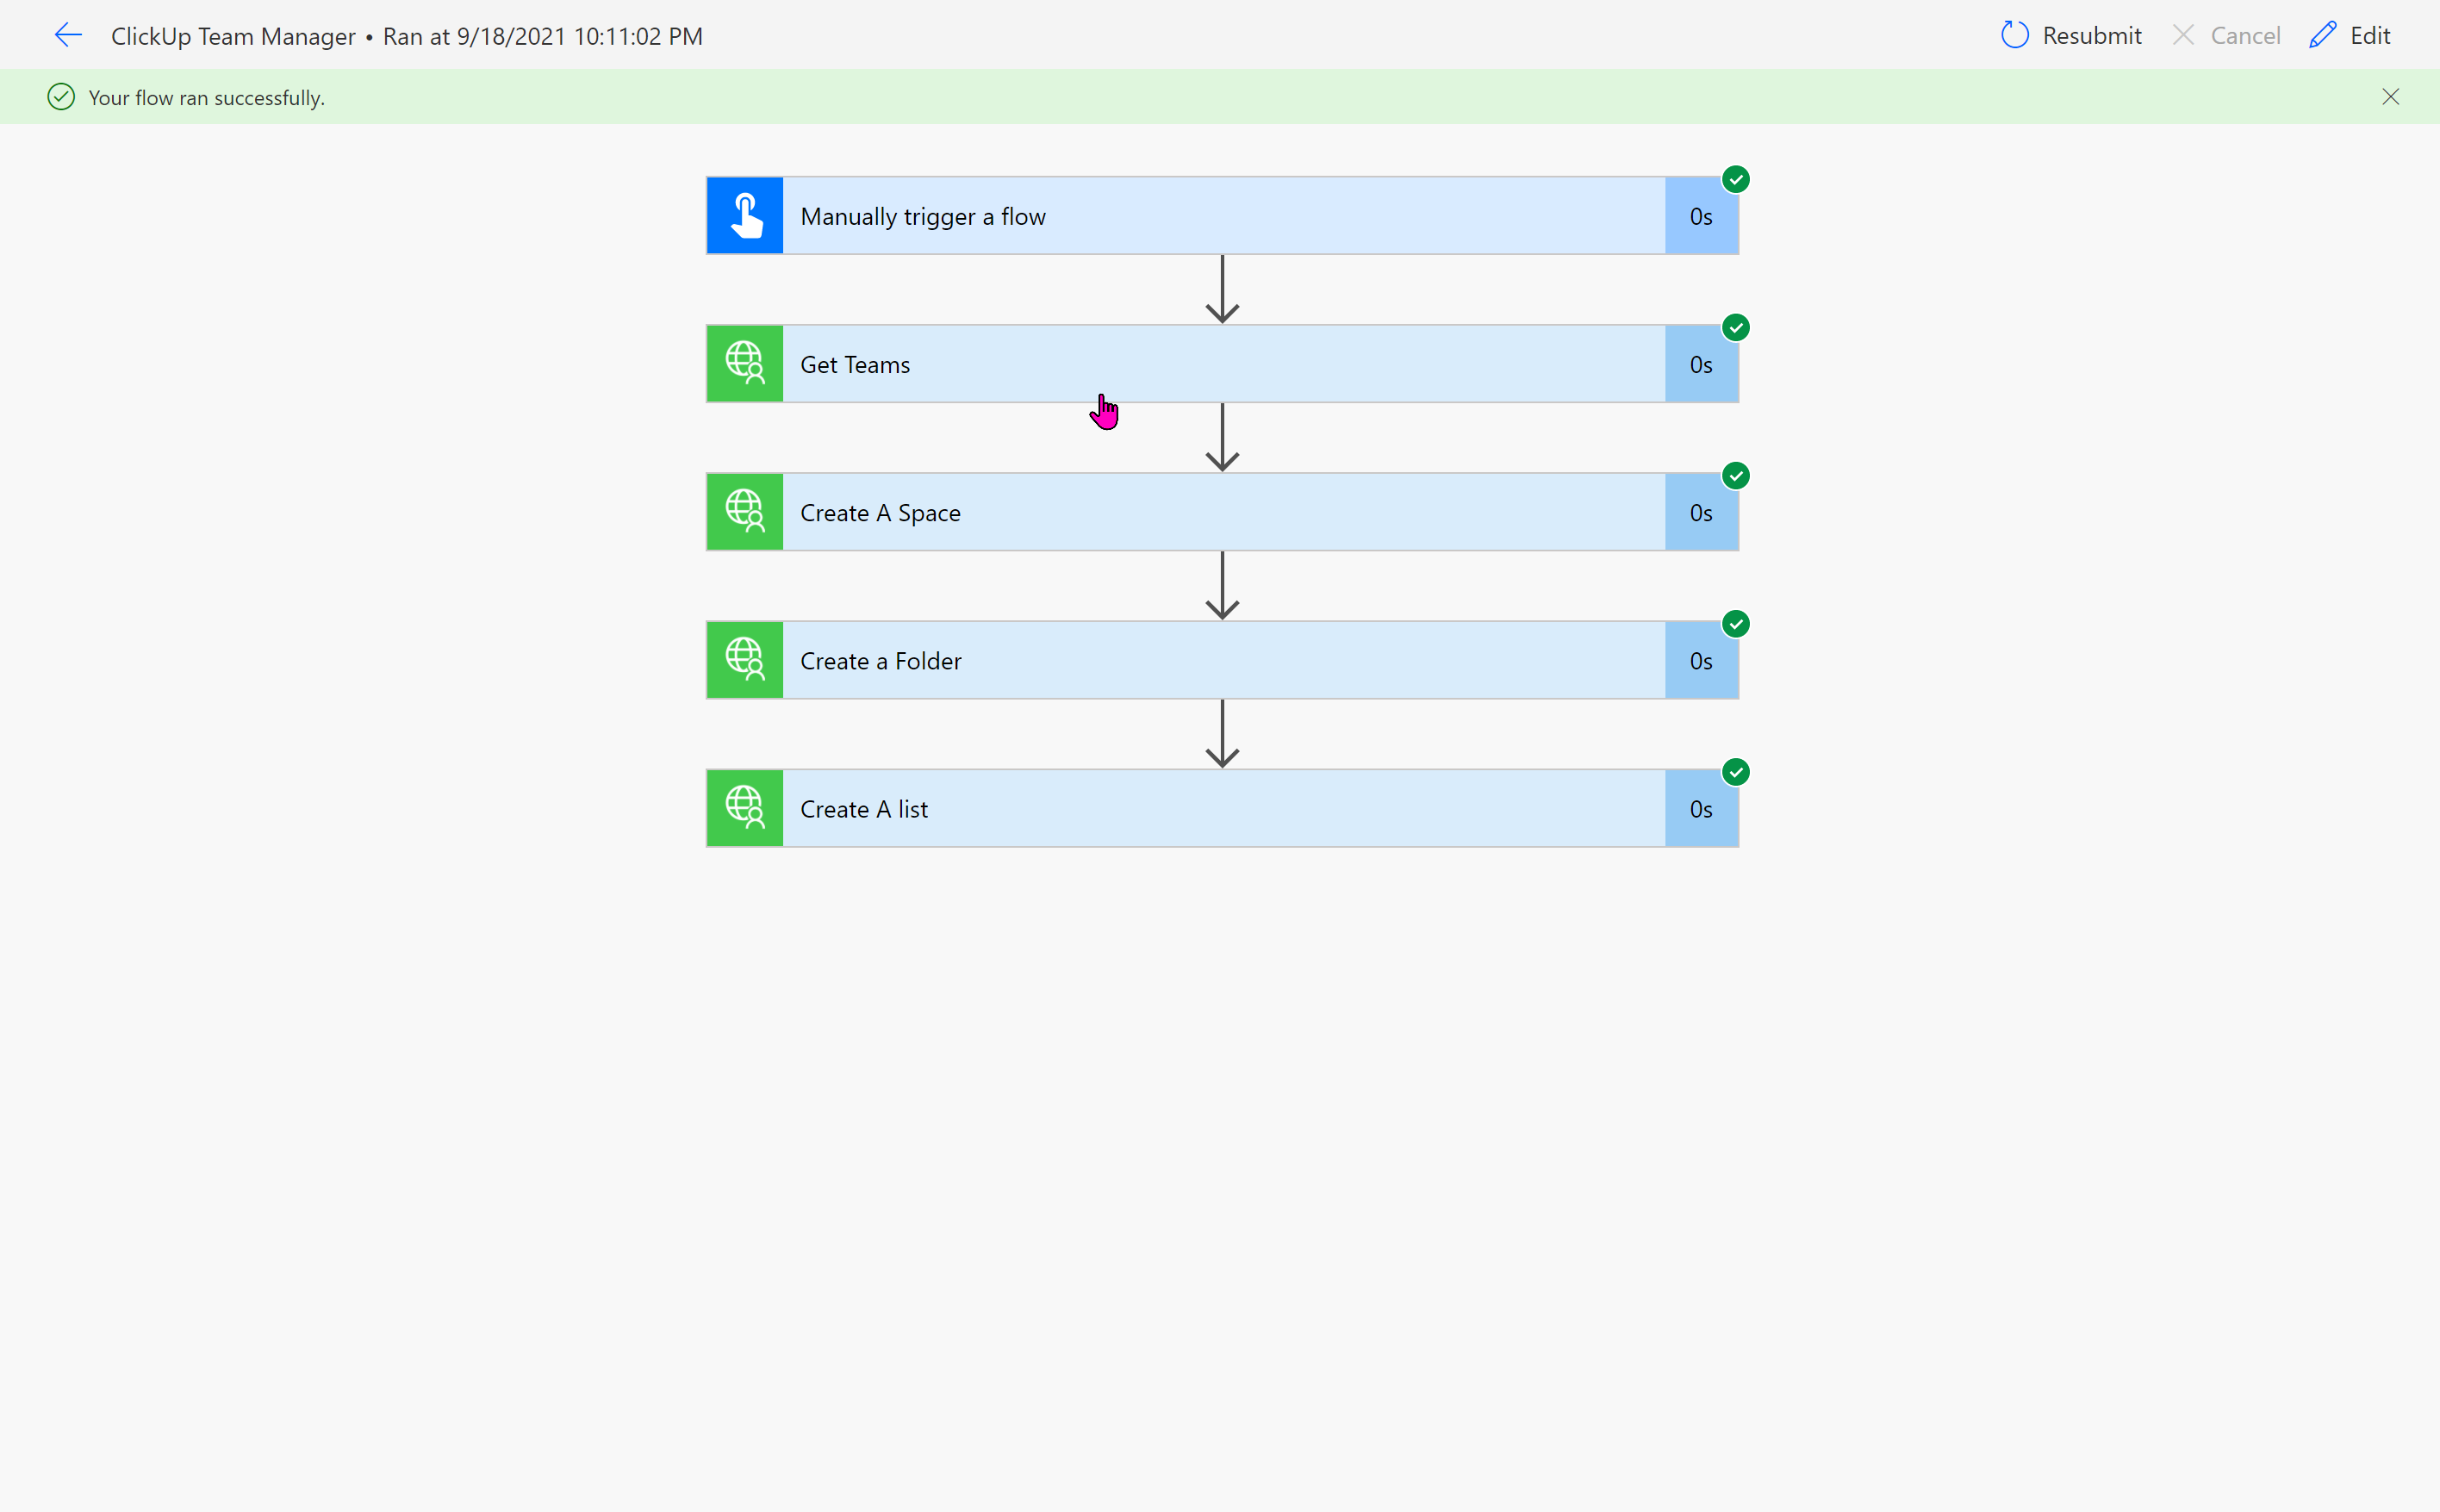 ClickUp Team Manager • Ran at 9/18/2021 10:11:02 PM
Resubmit
Cancel
Edit
Your flow ran successfully.
Manually trigger a flow
0s
Get Teams
0s
Create A Space
0s
Create a Folder
0s
Create A list
0s